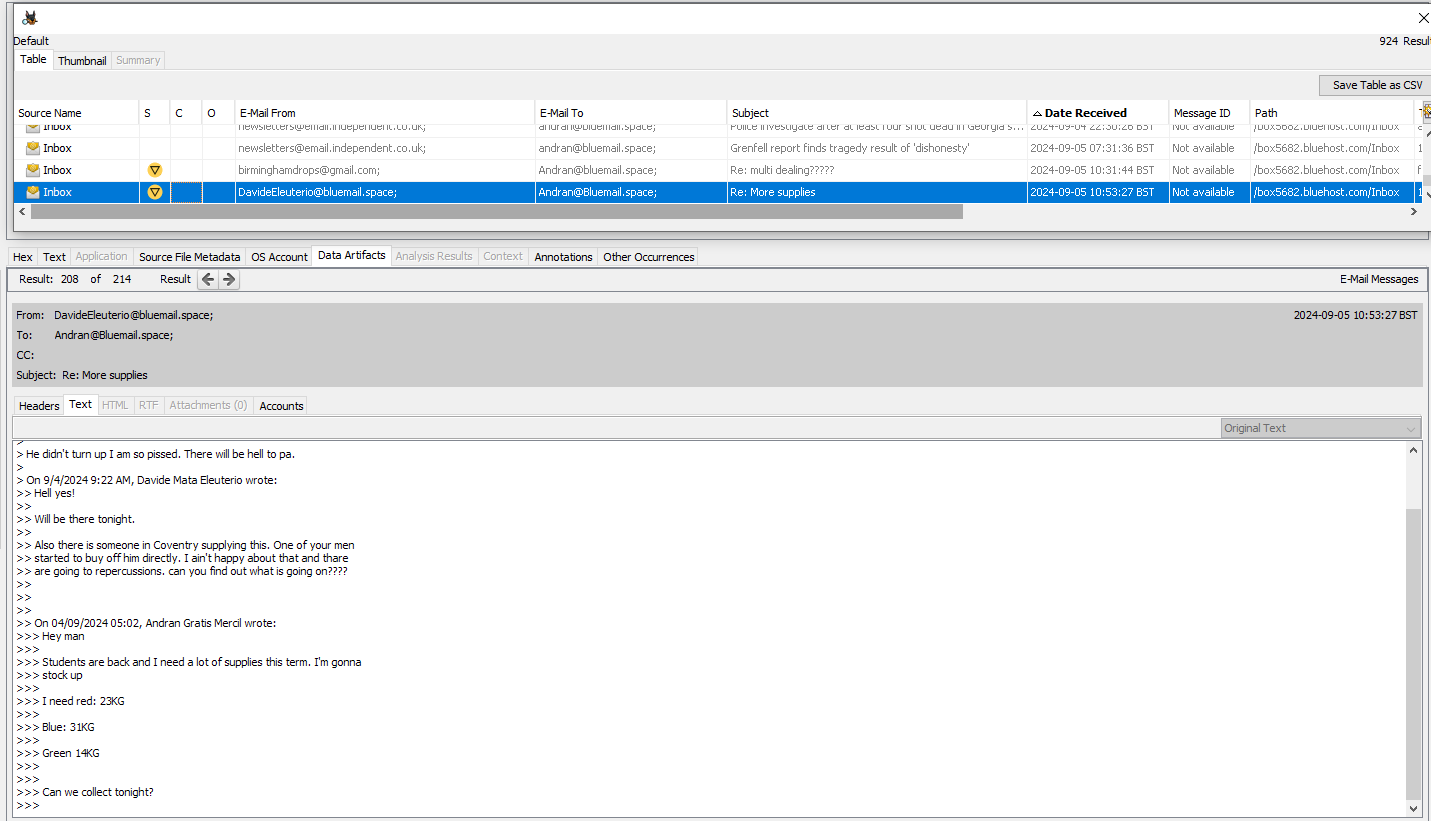 Default
924 Result
Table Thumbnail Summary
Save Table as CSV
Source Name S C O E-Mail From E-Mail To Subject Date Received Message ID Path
Inbox newsletters@email.independent.co.uk; andran@bluemail.space; Police investigate after at least four shot dead in Georgia s... 2024-09-04 22:30:26 BST Not available /box5682.bluehost.com/Inbox
Inbox newsletters@email.independent.co.uk; andran@bluemail.space; Grenfell report finds tragedy result of 'dishonesty' 2024-09-05 07:31:36 BST Not available /box5682.bluehost.com/Inbox 1
Inbox birminghamdrops@gmail.com; Andran@bluemail.space; Re: multi dealing????? 2024-09-05 10:31:44 BST Not available /box5682.bluehost.com/Inbox f
Inbox DavideEleuterio@bluemail.space; Andran@Bluemail.space; Re: More supplies 2024-09-05 10:53:27 BST Not available /box5682.bluehost.com/Inbox 1
Hex Text Application Source File Metadata OS Account Data Artifacts Analysis Results Context Annotations Other Occurrences
Result: 208 of 214 Result E-Mail Messages
From: DavideEleuterio@bluemail.space; 2024-09-05 10:53:27 BST
To: Andran@Bluemail.space;
CC:
Subject: Re: More supplies
Headers Text HTML RTF Attachments (0) Accounts
Original Text
>
> He didn't turn up I am so pissed. There will be hell to pa.
>
> On 9/4/2024 9:22 AM, Davide Mata Eleuterio wrote:
>> Hell yes!
>>
>> Will be there tonight.
>>
>> Also there is someone in Coventry supplying this. One of your men
>> started to buy off him directly. I ain't happy about that and thare
>> are going to repercussions. can you find out what is going on????
>>
>>
>>
>> On 04/09/2024 05:02, Andran Gratis Mercil wrote:
>>> Hey man
>>>
>>> Students are back and I need a lot of supplies this term. I'm gonna
>>> stock up
>>>
>>> I need red: 23KG
>>>
>>> Blue: 31KG
>>>
>>> Green 14KG
>>>
>>>
>>> Can we collect tonight?
>>>